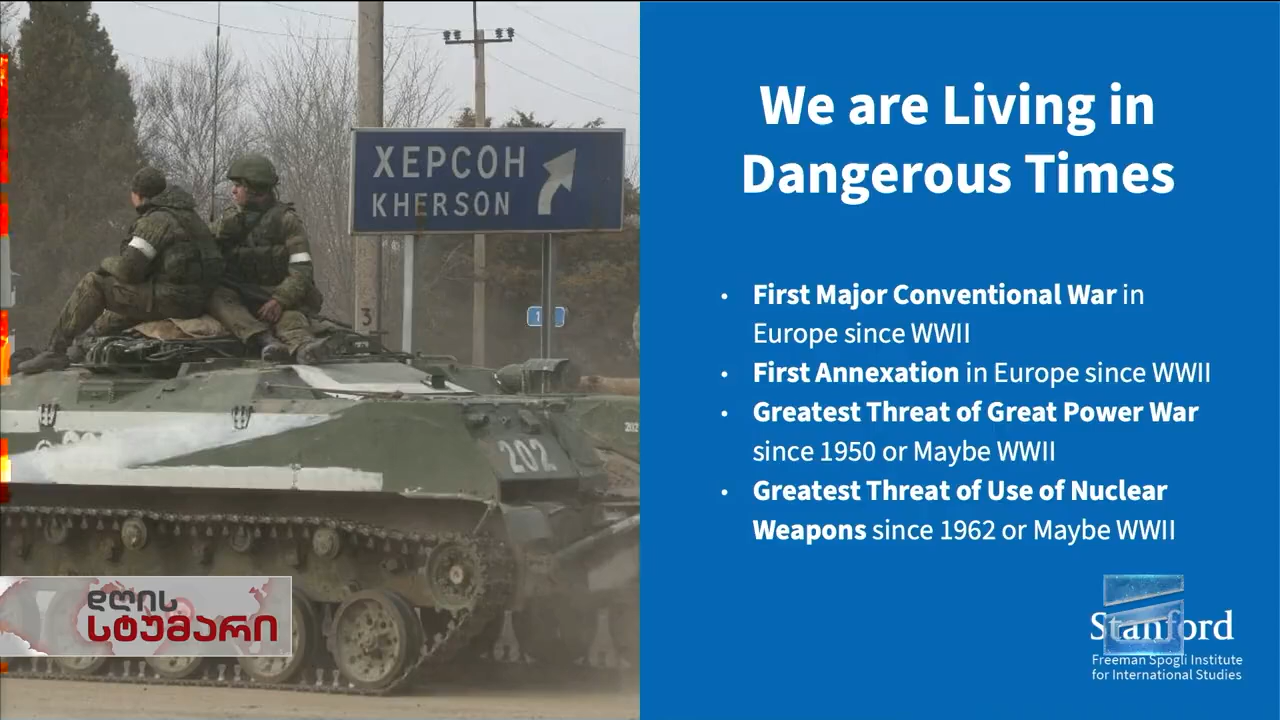 ХЕРСОН
KHERSON
3
202
202
დღის
სტუმარი
We are Living in
Dangerous Times
• First Major Conventional War in
Europe since WWII
• First Annexation in Europe since WWII
• Greatest Threat of Great Power War
since 1950 or Maybe WWII
• Greatest Threat of Use of Nuclear
Weapons since 1962 or Maybe WWII
Stanford
Freeman Spogli Institute
for International Studies